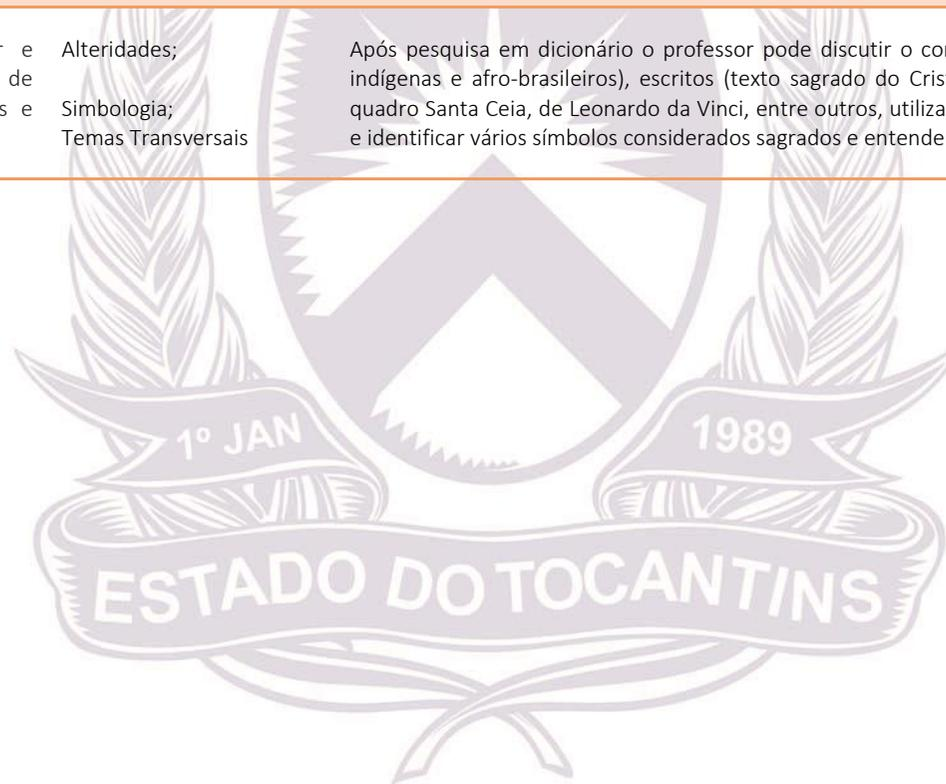 r e
de
s e
Alteridades;
Simbologia;
Temas Transversais
Após pesquisa em dicionário o professor pode discutir o co
indígenas e afro-brasileiros), escritos (texto sagrado do Cris
quadro Santa Ceia, de Leonardo da Vinci, entre outros, utiliza
e identificar vários símbolos considerados sagrados e entende
1º JAN
1989
ESTADO DO TOCANTINS